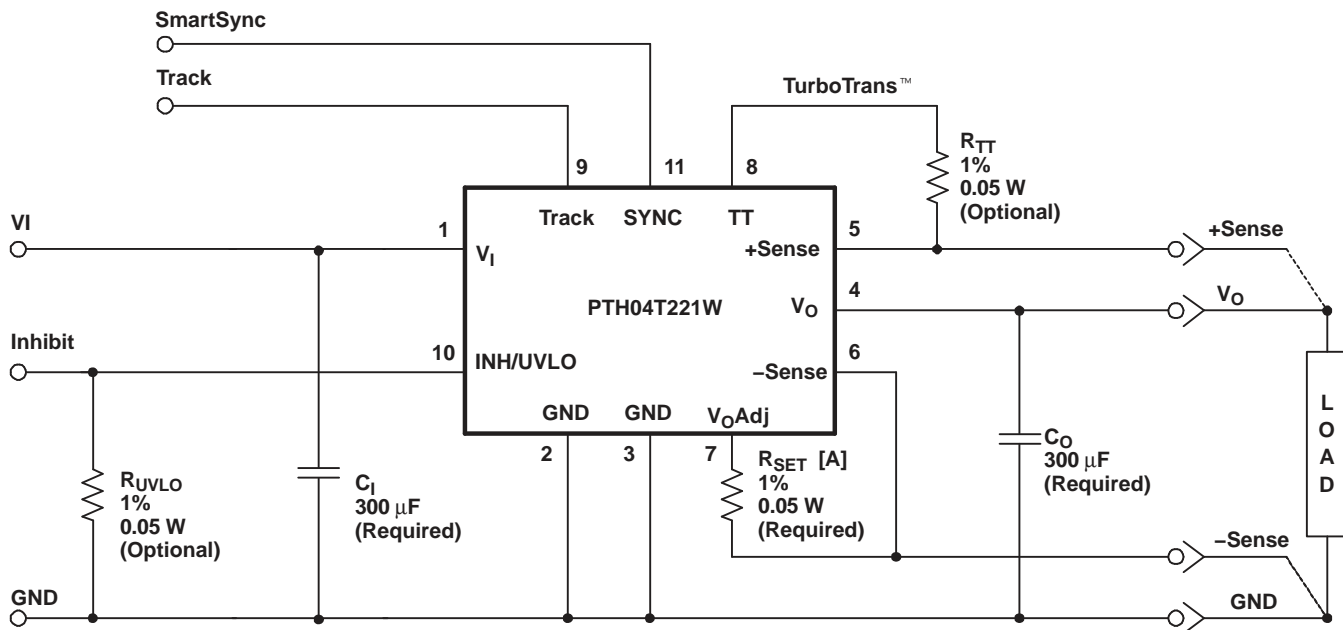 SmartSync
Track
TurboTrans™
RTT
1%
0.05 W
(Optional)
9
11
8
Track
SYNC
TT
VI
1
VI
+Sense
5
+Sense
PTH04T221W
VO
4
VO
Inhibit
10
INH/UVLO
−Sense
6
GND
GND
VOAdj
2
3
7
RUVLO
1%
0.05 W
(Optional)
CI
300 μF
(Required)
RSET [A]
1%
0.05 W
(Required)
CO
300 μF
(Required)
LOAD
−Sense
GND
GND